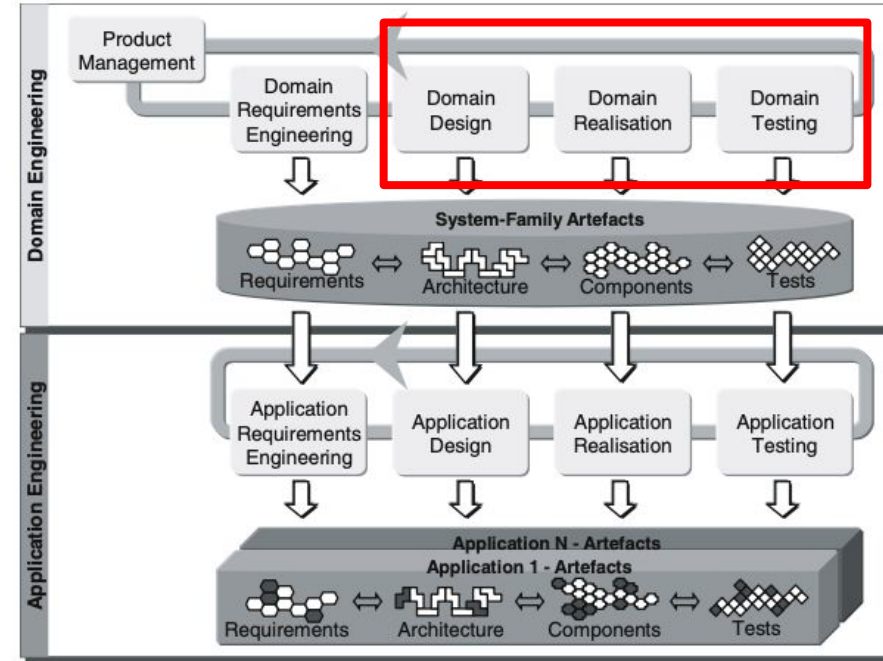 Domain Engineering
Product
Management
Domain
Requirements
Engineering
Domain
Design
Domain
Realisation
Domain
Testing
System-Family Artefacts
Requirements
Architecture
Components
Tests
Application Engineering
Application
Requirements
Engineering
Application
Design
Application
Realisation
Application
Testing
Application N - Artefacts
Application 1 - Artefacts
Requirements
Architecture
Components
Tests